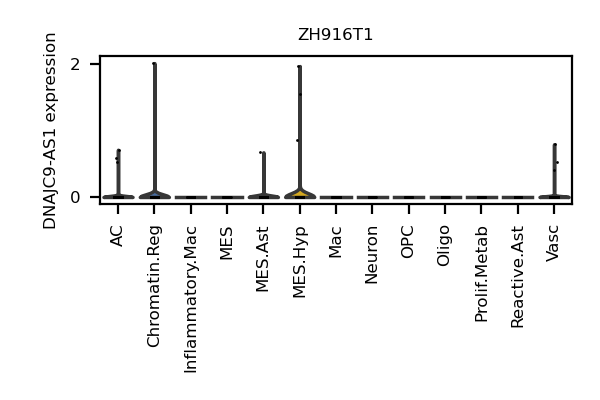 ZH916T1
DNAJC9-AS1 expression
2
0
AC
Chromatin.Reg
Inflammatory.Mac
MES
MES.Ast
MES.Hyp
Mac
Neuron
OPC
Oligo
Prolif.Metab
Reactive.Ast
Vasc